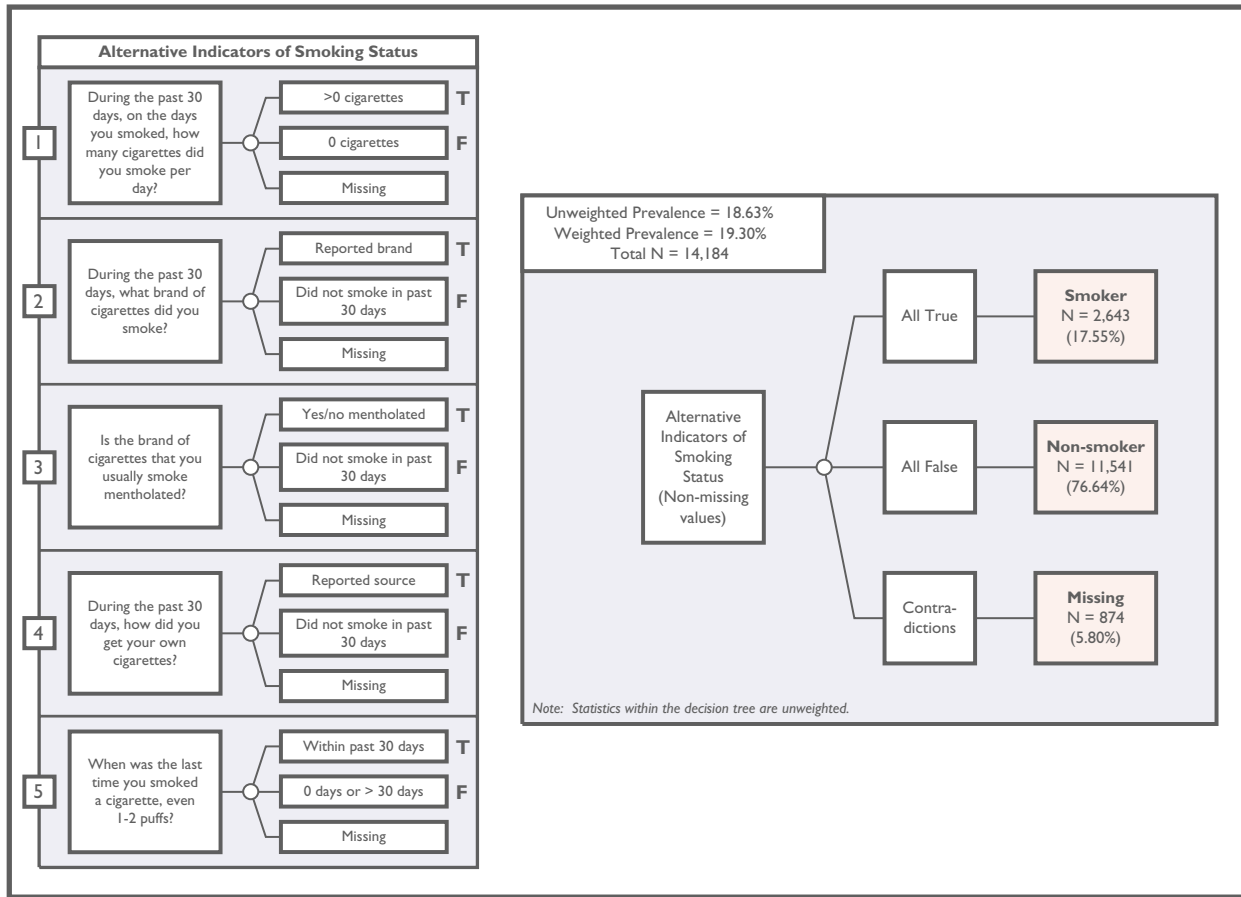 Alternative Indicators of Smoking Status
1
During the past 30
days, on the days
you smoked, how
many cigarettes did
you smoke per
day?
>0 cigarettes
T
0 cigarettes
F
Missing
2
During the past 30
days, what brand of
cigarettes did you
smoke?
Reported brand
T
Did not smoke in past
30 days
F
Missing
3
Is the brand of
cigarettes that you
usually smoke
mentholated?
Yes/no mentholated
T
Did not smoke in past
30 days
F
Missing
4
During the past 30
days, how did you
get your own
cigarettes?
Reported source
T
Did not smoke in past
30 days
F
Missing
5
When was the last
time you smoked
a cigarette, even
1-2 puffs?
Within past 30 days
T
0 days or > 30 days
F
Missing
Unweighted Prevalence = 18.63%
Weighted Prevalence = 19.30%
Total N = 14,184
Alternative
Indicators of
Smoking
Status
(Non-missing
values)
All True
Smoker
N = 2,643
(17.55%)
All False
Non-smoker
N = 11,541
(76.64%)
Contra-
dictions
Missing
N = 874
(5.80%)
Note: Statistics within the decision tree are unweighted.